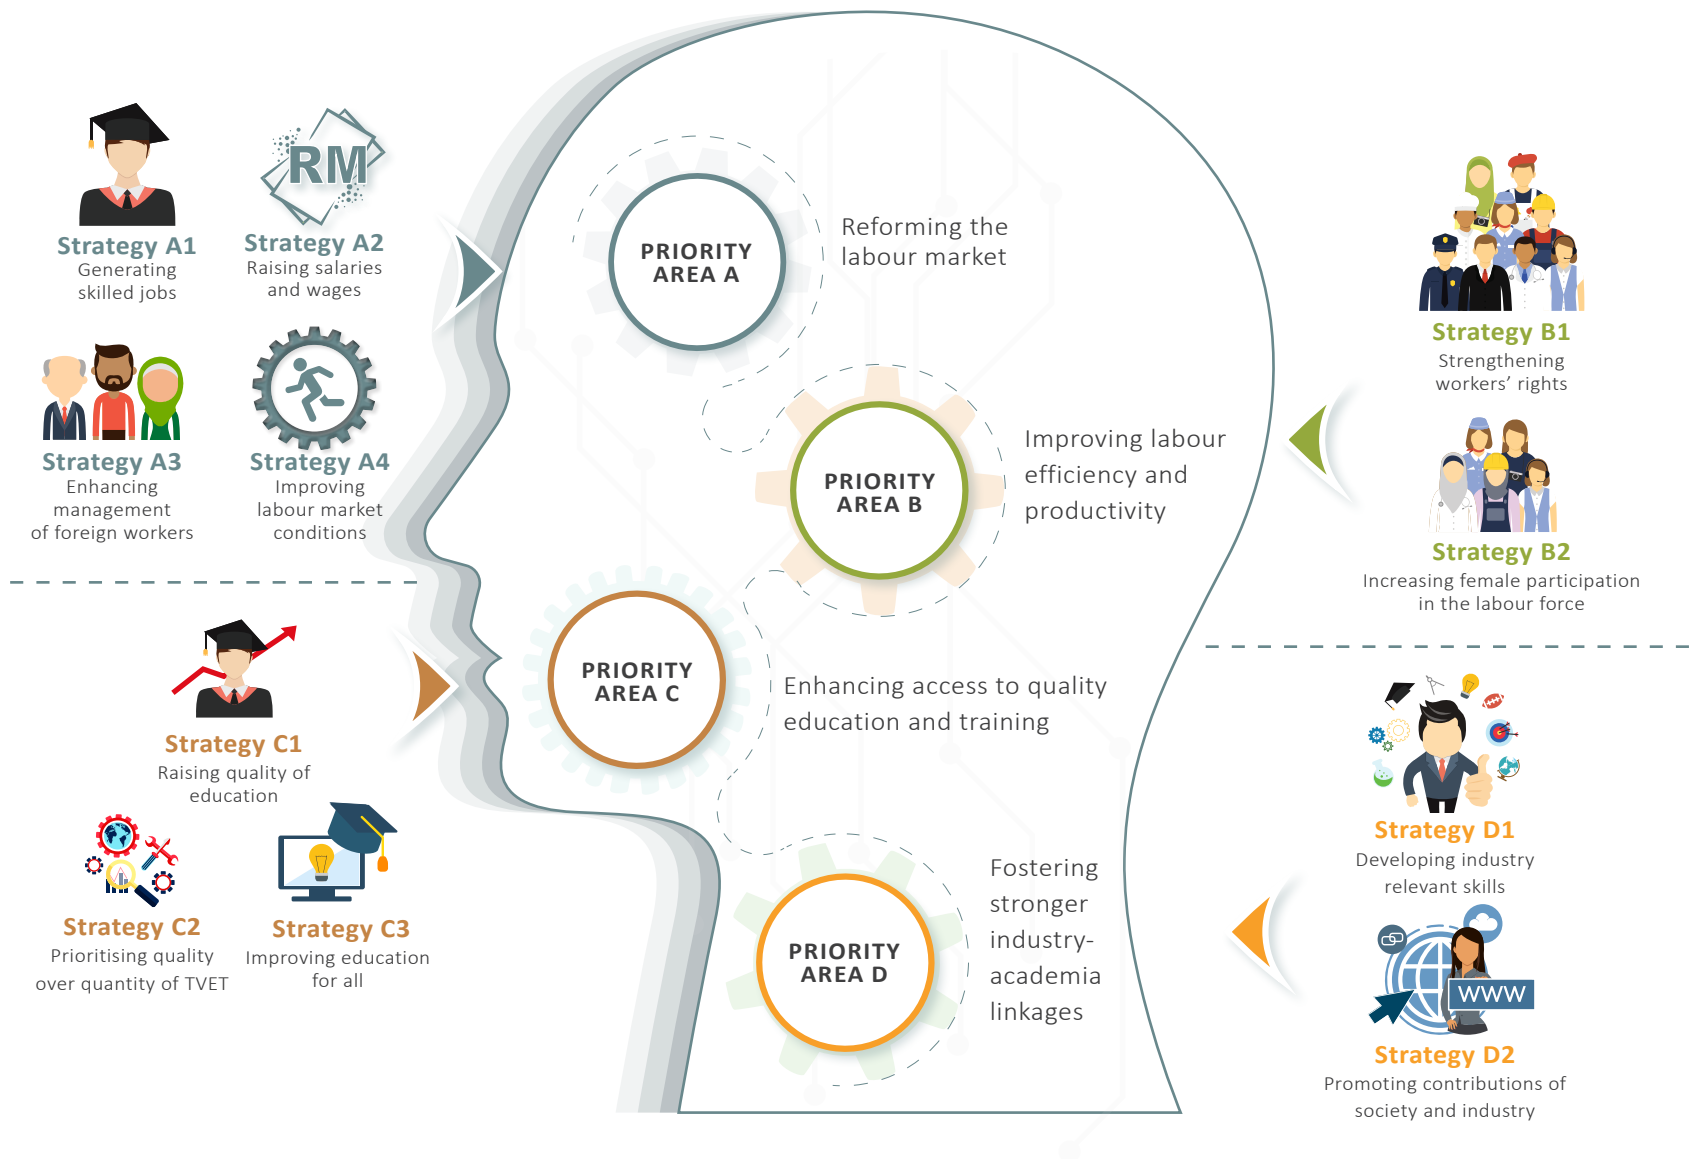 RM
Strategy A1
Generating
skilled jobs
Strategy A2
Raising salaries
and wages
Strategy A3
Enhancing
management
of foreign workers
Strategy A4
Improving
labour market
conditions
PRIORITY
AREA A
Reforming the
labour market
PRIORITY
AREA B
Improving labour
efficiency and
productivity
Strategy B1
Strengthening
workers’ rights
Strategy B2
Increasing female participation
in the labour force
Strategy C1
Raising quality of
education
Strategy C2
Prioritising quality
over quantity of TVET
Strategy C3
Improving education
for all
PRIORITY
AREA C
Enhancing access to quality
education and training
PRIORITY
AREA D
Fostering
stronger
industry-
academia
linkages
Strategy D1
Developing industry
relevant skills
WWW
Strategy D2
Promoting contributions of
society and industry